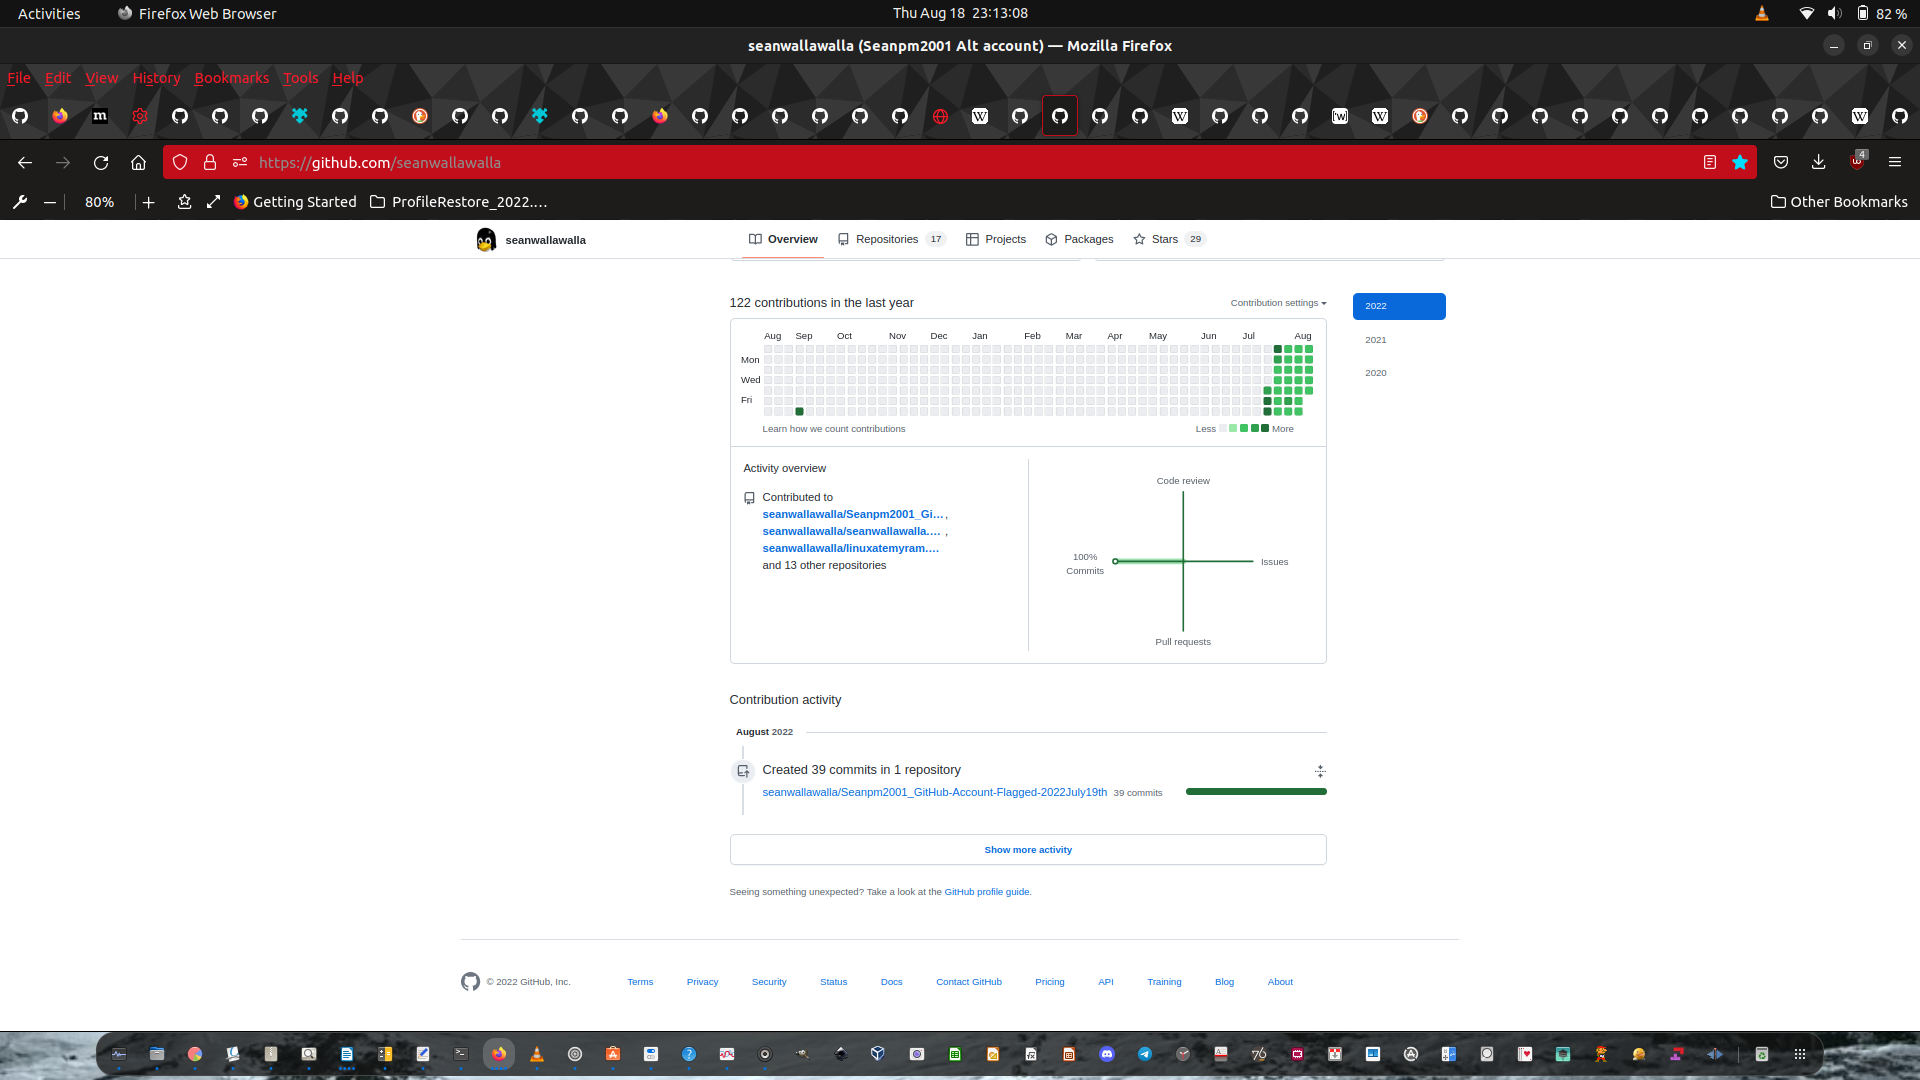 Activities Firefox Web Browser Thu Aug 18 23:13:08 82 %
seanwallawalla (Seanpm2001 Alt account) — Mozilla Firefox
File Edit View History Bookmarks Tools Help
https://github.com/seanwallawalla 4
80% Getting Started ProfileRestore_2022.… Other Bookmarks
seanwallawalla Overview Repositories 17 Projects Packages Stars 29
122 contributions in the last year Contribution settings 2022
Aug Sep Oct Nov Dec Jan Feb Mar Apr May Jun Jul Aug
2021
Mon
2020
Wed
Fri
Learn how we count contributions Less More
Activity overview
Code review
Contributed to
seanwallawalla/Seanpm2001_Gi… ,
seanwallawalla/seanwallawalla.… ,
seanwallawalla/linuxatemyram.…
and 13 other repositories
100%
Commits
Issues
Pull requests
Contribution activity
August 2022
Created 39 commits in 1 repository
seanwallawalla/Seanpm2001_GitHub-Account-Flagged-2022July19th 39 commits
Show more activity
Seeing something unexpected? Take a look at the GitHub profile guide.
© 2022 GitHub, Inc. Terms Privacy Security Status Docs Contact GitHub Pricing API Training Blog About